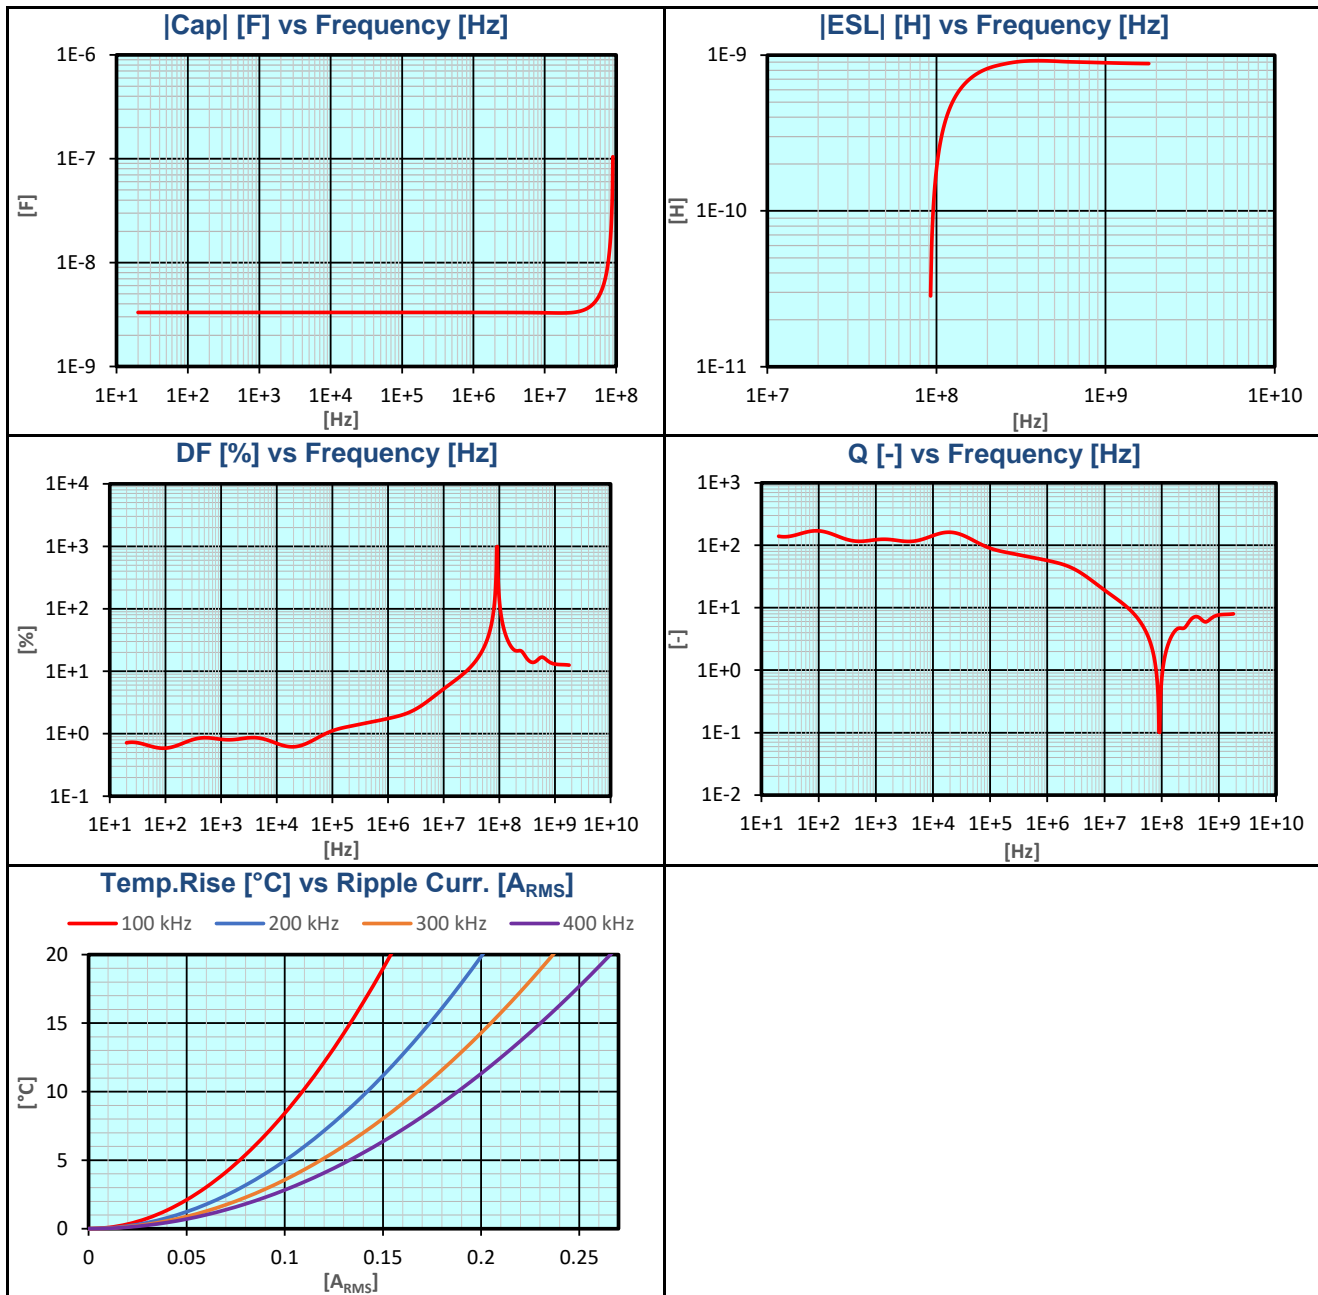 |Cap| [F] vs Frequency [Hz]
1E-6
1E-7
1E-8
1E-9
[F]
1E+1 1E+2 1E+3 1E+4 1E+5 1E+6 1E+7 1E+8
[Hz]
|ESL| [H] vs Frequency [Hz]
1E-9
1E-10
1E-11
[H]
1E+7 1E+8 1E+9 1E+10
[Hz]
DF [%] vs Frequency [Hz]
1E+4
1E+3
1E+2
1E+1
1E+0
1E-1
[%]
1E+1 1E+2 1E+3 1E+4 1E+5 1E+6 1E+7 1E+8 1E+9 1E+10
[Hz]
Q [-] vs Frequency [Hz]
1E+3
1E+2
1E+1
1E+0
1E-1
1E-2
[-]
1E+1 1E+2 1E+3 1E+4 1E+5 1E+6 1E+7 1E+8 1E+9 1E+10
[Hz]
Temp.Rise [°C] vs Ripple Curr. [ARMS]
100 kHz 200 kHz 300 kHz 400 kHz
20
15
10
5
0
[°C]
0 0.05 0.1 0.15 0.2 0.25
[ARMS]